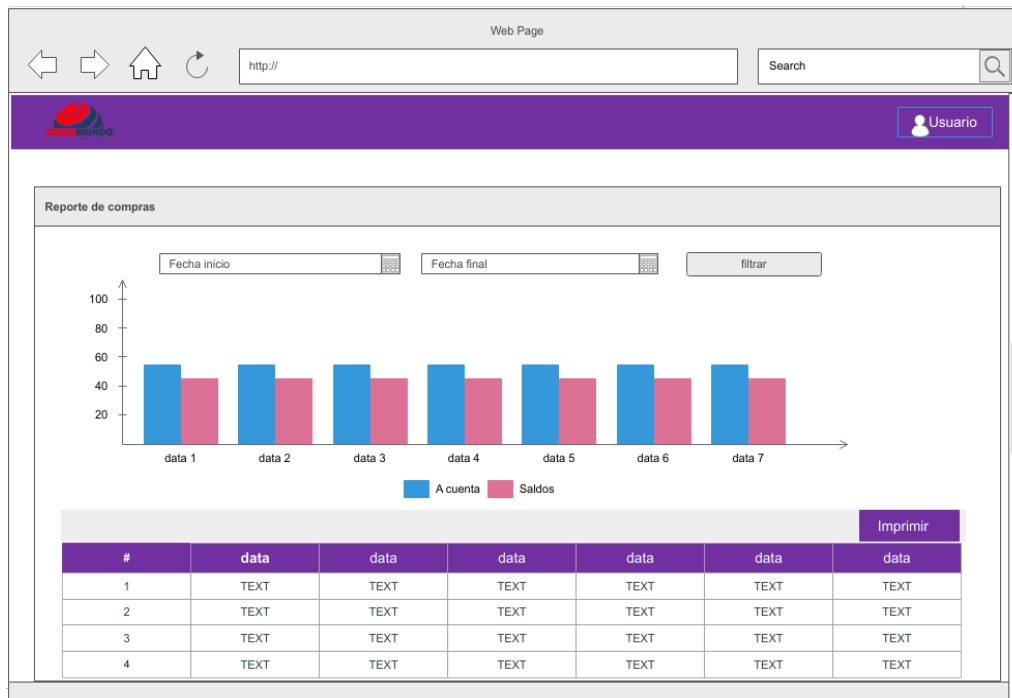 Web Page
http://
Search
CREDIMUNDO
Usuario
Reporte de compras
Fecha inicio
Fecha final
filtrar
100
80
60
40
20
data 1 data 2 data 3 data 4 data 5 data 6 data 7
A cuenta Saldos
Imprimir
# data data data data data data
1 TEXT TEXT TEXT TEXT TEXT TEXT
2 TEXT TEXT TEXT TEXT TEXT TEXT
3 TEXT TEXT TEXT TEXT TEXT TEXT
4 TEXT TEXT TEXT TEXT TEXT TEXT